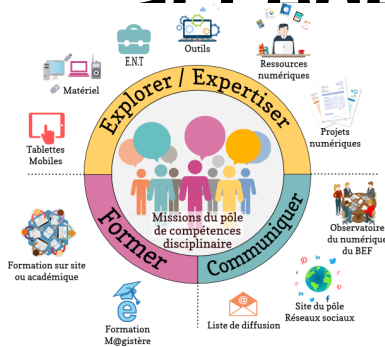 E.N.T
Outils
Ressources
numériques
Matériel
Explorer / Expertiser
Projets
numériques
Tablettes
Mobiles
Missions du pôle
de compétences
disciplinaire
Former
Communiquer
Observatoire
du numérique
du BEF
Formation sur site
ou académique
Site du pôle
Réseaux sociaux
Liste de diffusion
Formation
M@gistère